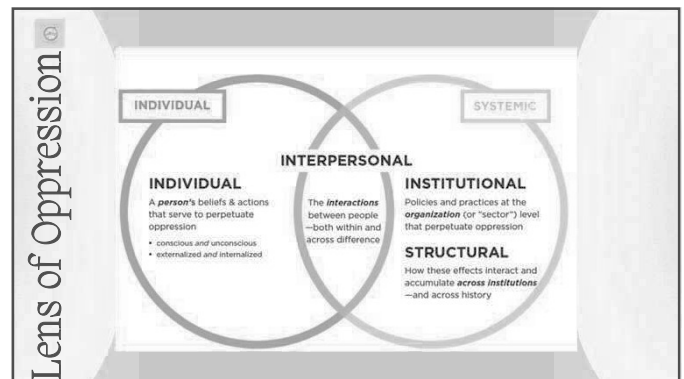 Lens of Oppression
INDIVIDUAL
SYSTEMIC
INTERPERSONAL
INDIVIDUAL
A person's beliefs & actions
that serve to perpetuate
oppression
• conscious and unconscious
• externalized and internalized
The interactions
between people
—both within and
across difference
INSTITUTIONAL
Policies and practices at the
organization (or "sector") level
that perpetuate oppression
STRUCTURAL
How these effects interact and
accumulate across institutions
—and across history